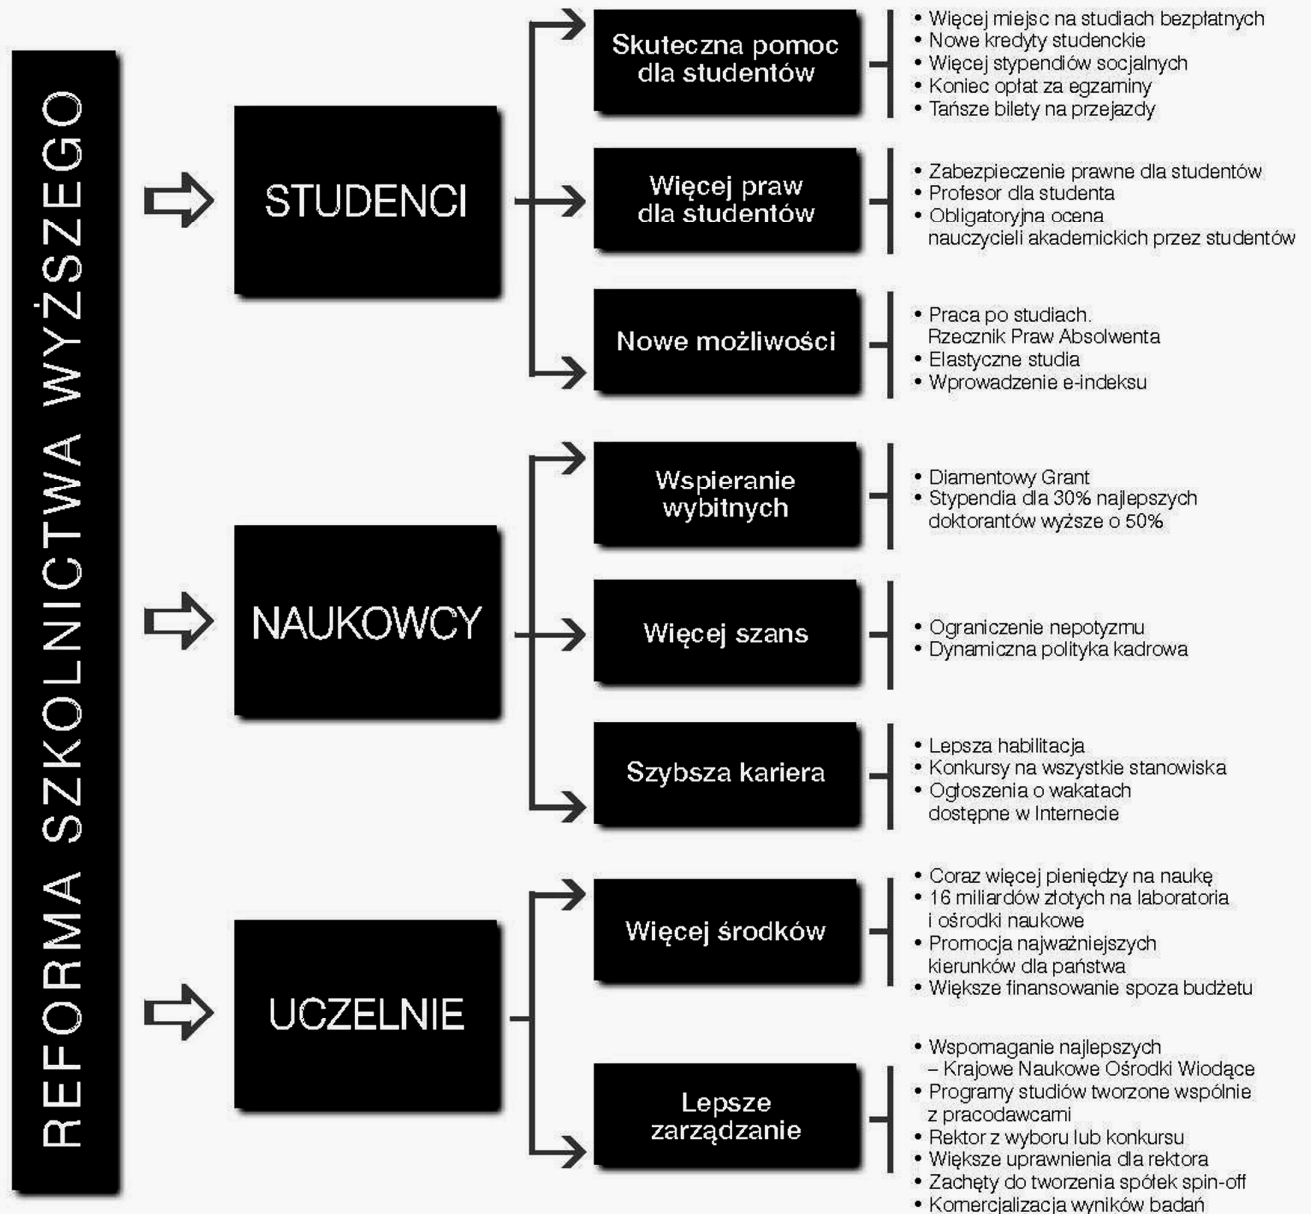 REFORMA SZKOLNICTWA WYŻSZEGO
STUDENCI
Skuteczna pomoc
dla studentów
• Więcej miejsc na studiach bezpłatnych
• Nowe kredyty studenckie
• Więcej stypendiów socjalnych
• Koniec opłat za egzaminy
• Tańsze bilety na przejazdy
Więcej praw
dla studentów
• Zabezpieczenie prawne dla studentów
• Profesor dla studenta
• Obligatoryjna ocena
nauczycieli akademickich przez studentów
Nowe możliwości
• Praca po studiach.
Rzecznik Praw Absolwenta
• Elastyczne studia
• Wprowadzenie e-indeksu
NAUKOWCY
Wspieranie
wybitnych
• Diamentowy Grant
• Stypendia dla 30% najlepszych
doktorantów wyższe o 50%
Więcej szans
• Ograniczenie nepotyzmu
• Dynamiczna polityka kadrowa
Szybsza kariera
• Lepsza habilitacja
• Konkursy na wszystkie stanowiska
• Ogłoszenia o wakatach
dostępne w Internecie
UCZELNIE
Więcej środków
• Coraz więcej pieniędzy na naukę
• 16 miliardów złotych na laboratoria
i ośrodki naukowe
• Promocja najważniejszych
kierunków dla państwa
• Większe finansowanie spoza budżetu
Lepsze
zarządzanie
• Wspomaganie najlepszych
– Krajowe Naukowe Ośrodki Wiodące
• Programy studiów tworzone wspólnie
z pracodawcami
• Rektor z wyboru lub konkursu
• Większe uprawnienia dla rektora
• Zachęty do tworzenia spółek spin-off
• Komercjalizacja wyników badań